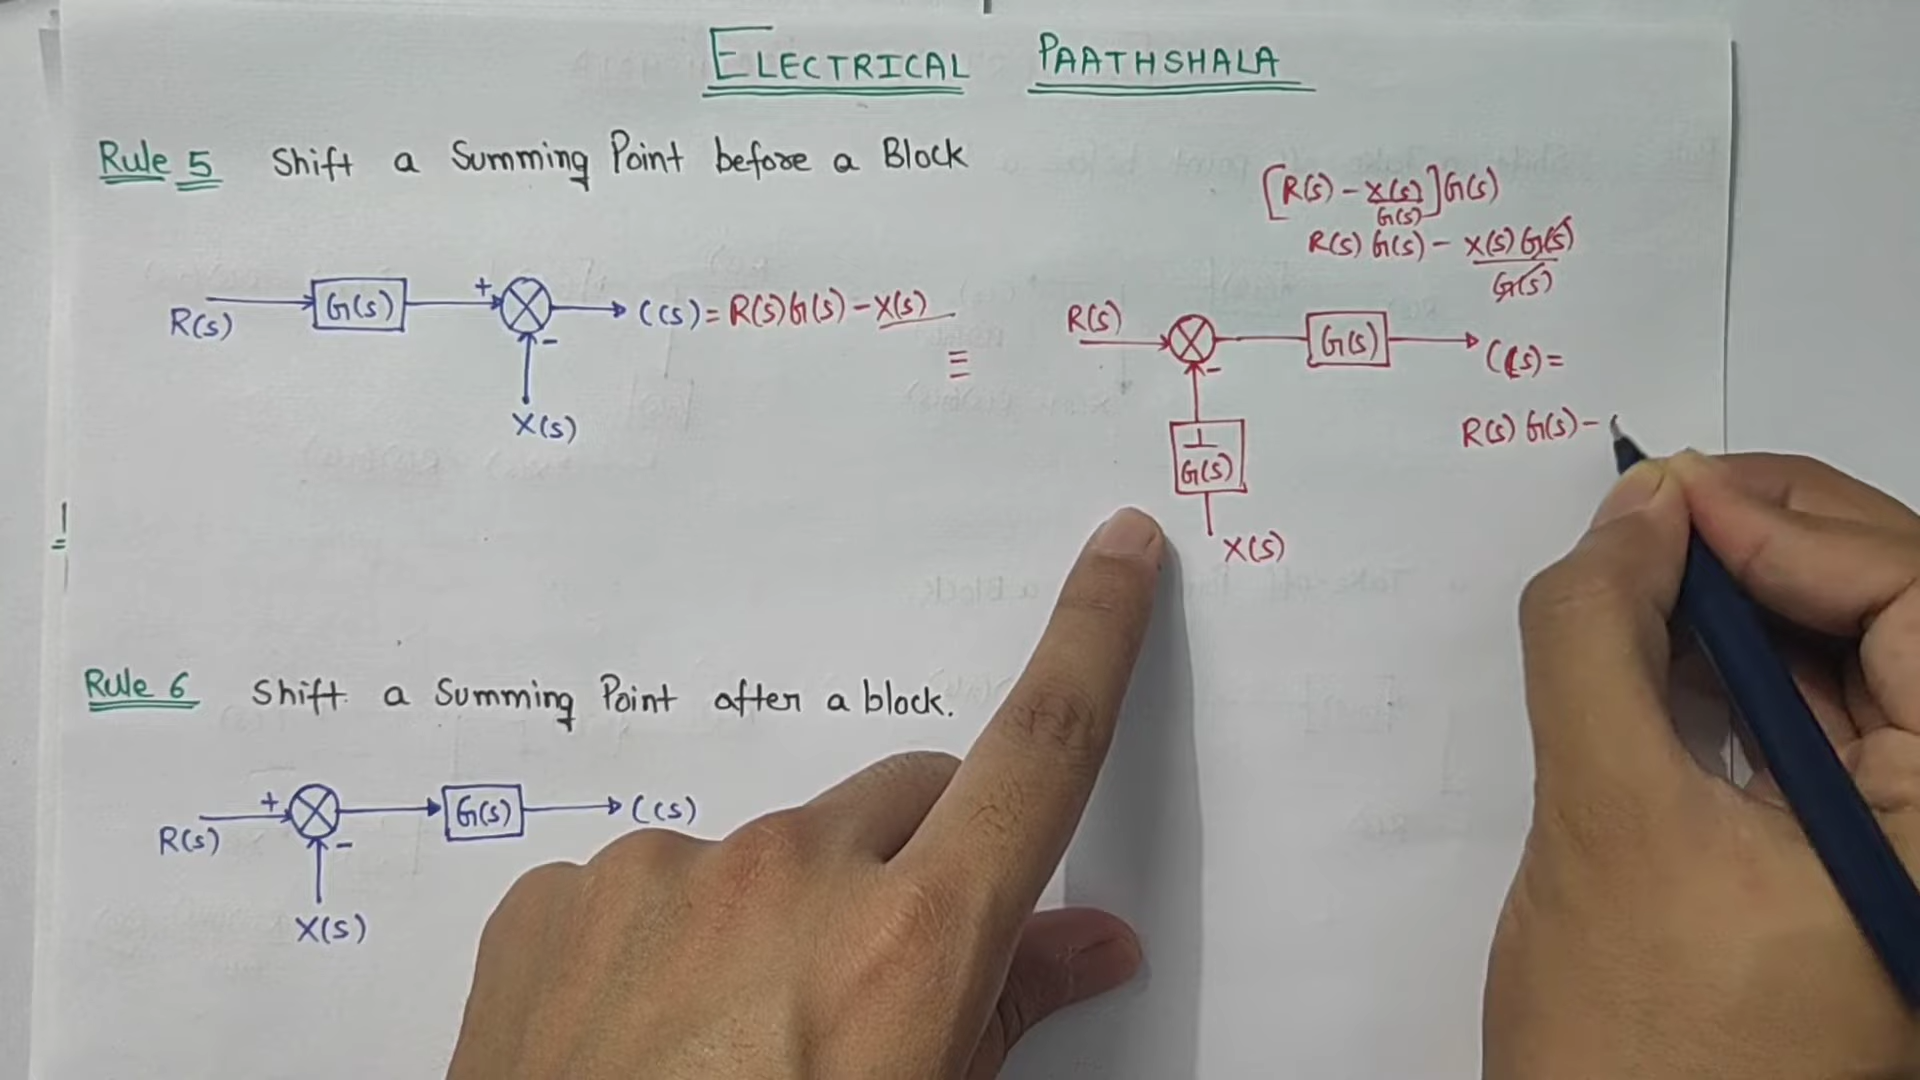 ELECTRICAL PAATHSHALA
Rule 5 Shift a Summing Point before a Block
R(s)
G(s)
+
-
X(s)
C(s) = R(s)G(s) - X(s)
≡
[R(s) - X(s)/G(s)]G(s)
R(s) G(s) - X(s) G(s)
G(s)
R(s)
-
G(s)
C(s) =
R(s) G(s) -
1
G(s)
X(s)
Rule 6 Shift a Summing Point after a block.
R(s)
+
-
X(s)
G(s)
C(s)